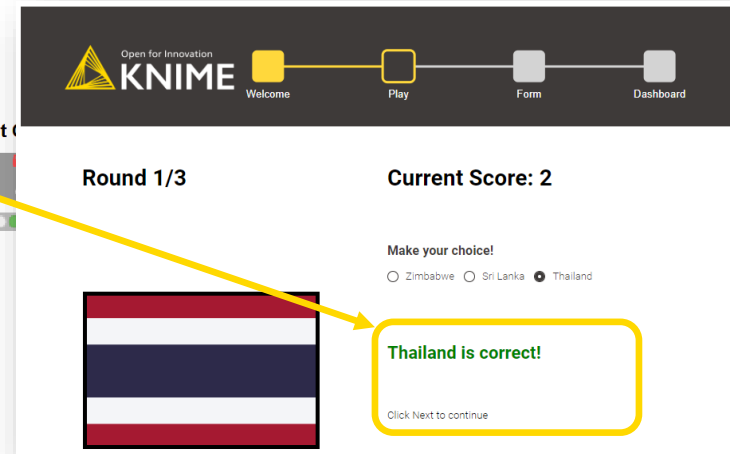 Open for Innovation
KNIME
Welcome
Play
Form
Dashboard
Round 1/3
Current Score: 2
Make your choice!
Zimbabwe Sri Lanka Thailand
Thailand is correct!
Click Next to continue